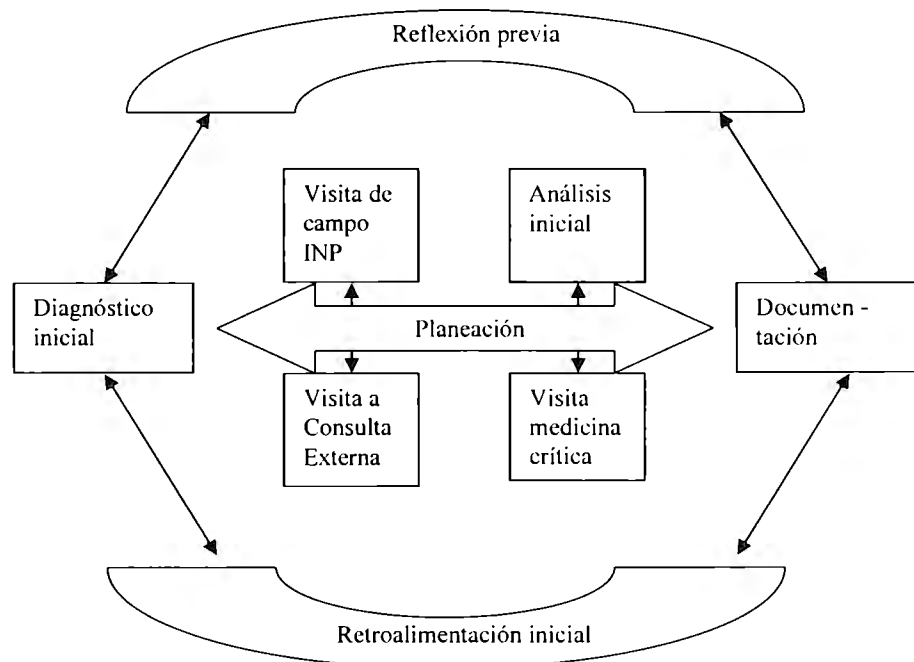 Reflexión previa
Visita de
campo
INP
Análisis
inicial
Diagnóstico
inicial
Planeación
Documen -
tación
Visita a
Consulta
Externa
Visita
medicina
crítica
Retroalimentación inicial